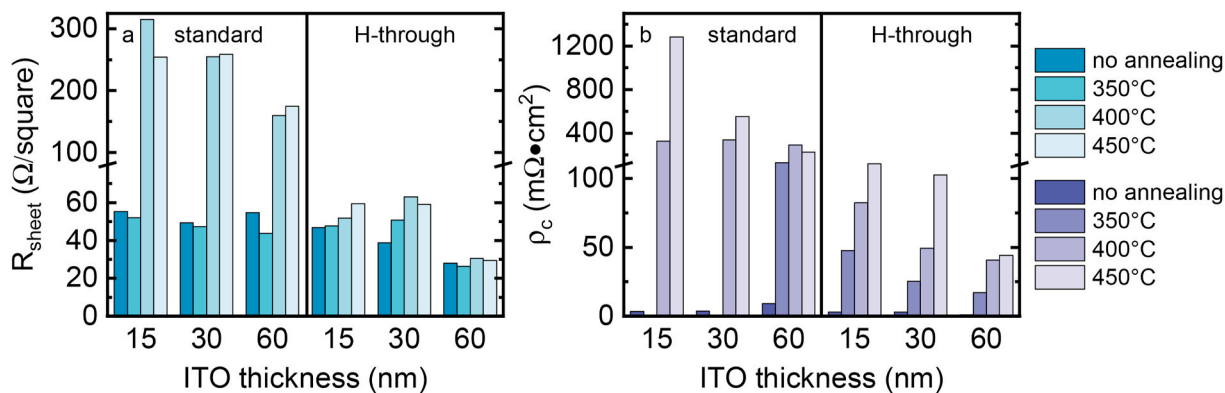 a standard H-through
300
200
100
60
40
20
0
R_sheet (Ω/square)
15 30 60 15 30 60
ITO thickness (nm)
b standard H-through
1200
800
400
100
50
0
ρ_c (mΩ•cm²)
15 30 60 15 30 60
ITO thickness (nm)
no annealing
350°C
400°C
450°C
no annealing
350°C
400°C
450°C